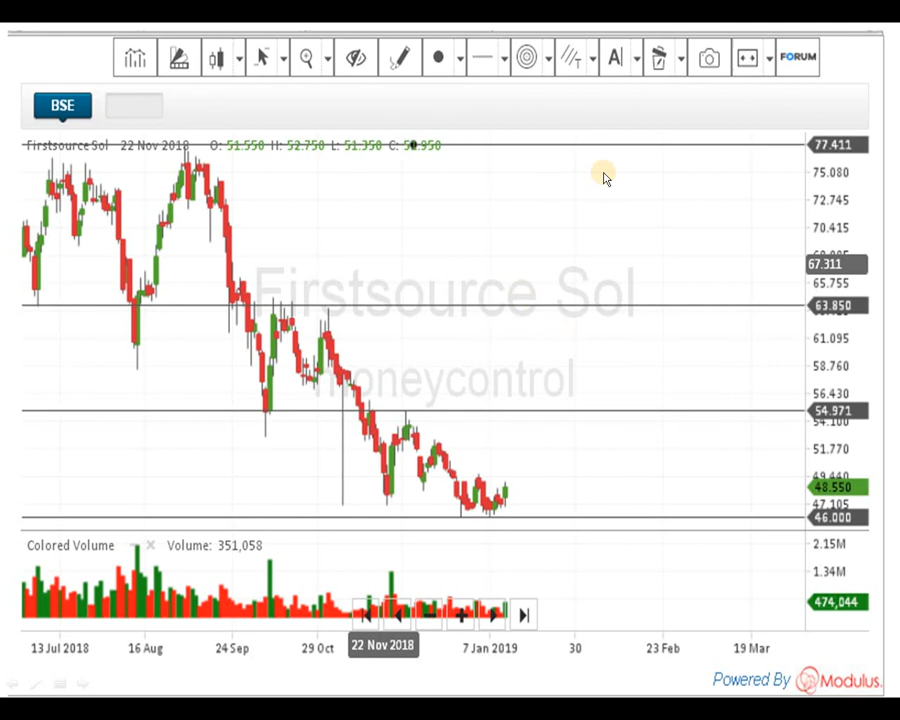 A
FORUM
BSE
Firstsource Sol 22 Nov 2018 O: 51.550 H: 52.750 L: 51.350 C:
77.411
75.080
72.745
70.415
67.311
65.755
63.850
61.095
58.760
56.430
54.971
54.100
51.770
49.440
48.550
47.105
46.000
Firstsource Sol
moneycontrol
Colored Volume Volume: 351,058
2.15M
1.34M
474,044
13 Jul 2018 16 Aug 24 Sep 29 Oct 22 Nov 2018 7 Jan 2019 30 23 Feb 19 Mar
Powered By Modulus.